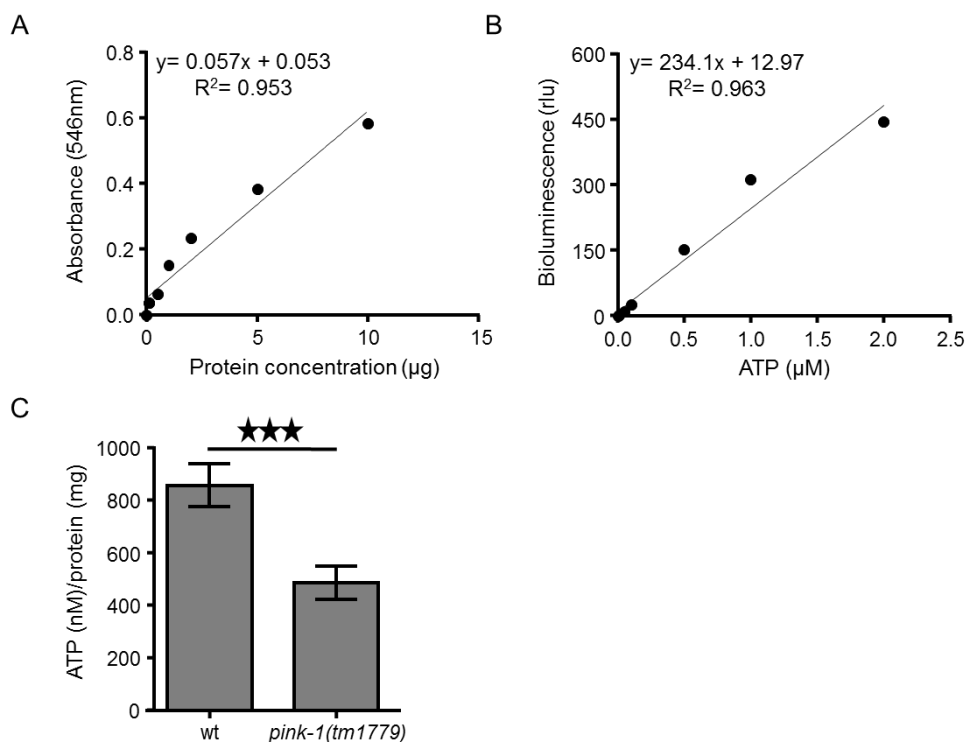 A
y= 0.057x + 0.053
R²= 0.953
Absorbance (546nm)
0.8
0.6
0.4
0.2
0.0
0 5 10 15
Protein concentration (µg)
B
y= 234.1x + 12.97
R²= 0.963
Bioluminescence (rlu)
600
450
300
150
0
0.0 0.5 1.0 1.5 2.0 2.5
ATP (µM)
C
★★★
ATP (nM)/protein (mg)
1000
800
600
400
200
0
wt pink-1(tm1779)